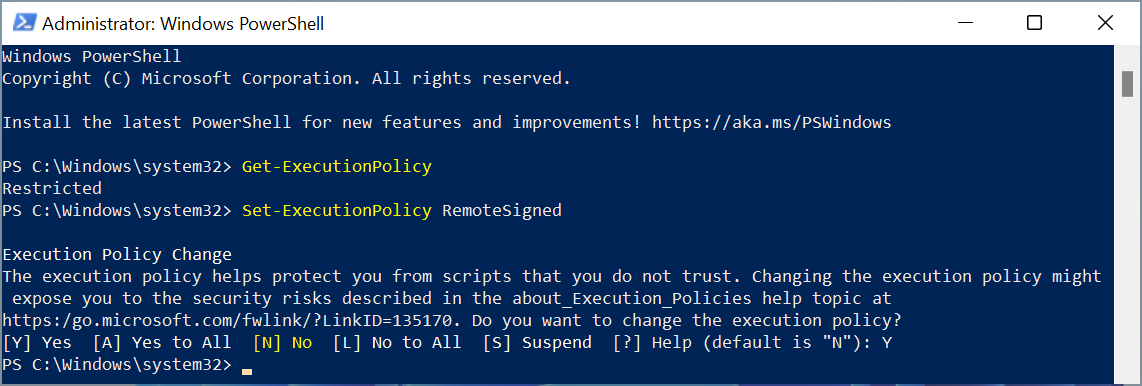 Administrator: Windows PowerShell
Windows PowerShell
Copyright (C) Microsoft Corporation. All rights reserved.
Install the latest PowerShell for new features and improvements! https://aka.ms/PSWindows
PS C:\Windows\system32> Get-ExecutionPolicy
Restricted
PS C:\Windows\system32> Set-ExecutionPolicy RemoteSigned
Execution Policy Change
The execution policy helps protect you from scripts that you do not trust. Changing the execution policy might
expose you to the security risks described in the about_Execution_Policies help topic at
https:/go.microsoft.com/fwlink/?LinkID=135170. Do you want to change the execution policy?
[Y] Yes  [A] Yes to All  [N] No  [L] No to All  [S] Suspend  [?] Help (default is "N"): Y
PS C:\Windows\system32>